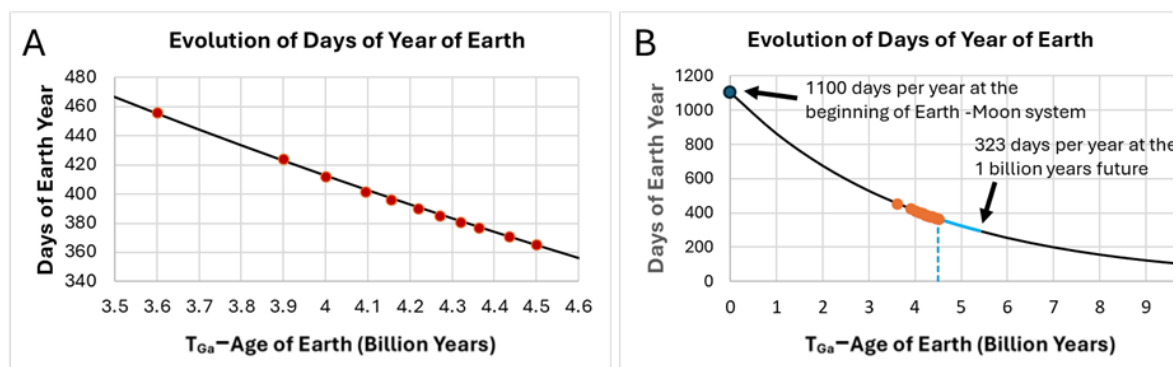 A
Evolution of Days of Year of Earth
Days of Earth Year
480
460
440
420
400
380
360
340
3.5 3.6 3.7 3.8 3.9 4 4.1 4.2 4.3 4.4 4.5 4.6
TGa–Age of Earth (Billion Years)
B
Evolution of Days of Year of Earth
Days of Earth Year
1200
1000
800
600
400
200
0
1100 days per year at the
beginning of Earth -Moon system
323 days per year at the
1 billion years future
0 1 2 3 4 5 6 7 8 9
TGa–Age of Earth (Billion Years)